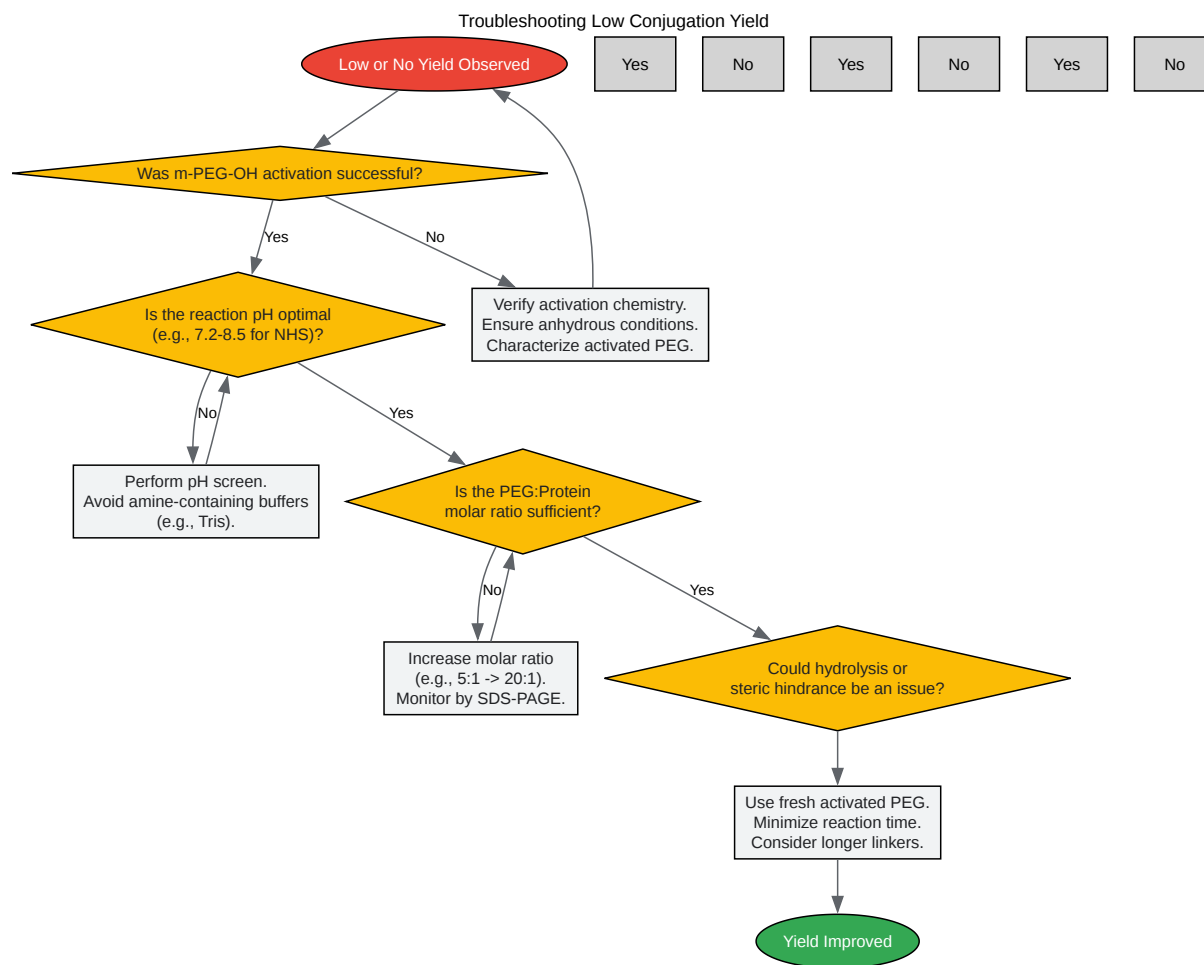 Troubleshooting Low Conjugation Yield
Low or No Yield Observed
Yes
No
Yes
No
Yes
No
Was m-PEG-OH activation successful?
Yes
No
Is the reaction pH optimal
(e.g., 7.2-8.5 for NHS)?
Verify activation chemistry.
Ensure anhydrous conditions.
Characterize activated PEG.
No
Yes
Perform pH screen.
Avoid amine-containing buffers
(e.g., Tris).
Is the PEG:Protein
molar ratio sufficient?
No
Yes
Increase molar ratio
(e.g., 5:1 -> 20:1).
Monitor by SDS-PAGE.
Could hydrolysis or
steric hindrance be an issue?
Use fresh activated PEG.
Minimize reaction time.
Consider longer linkers.
Yield Improved